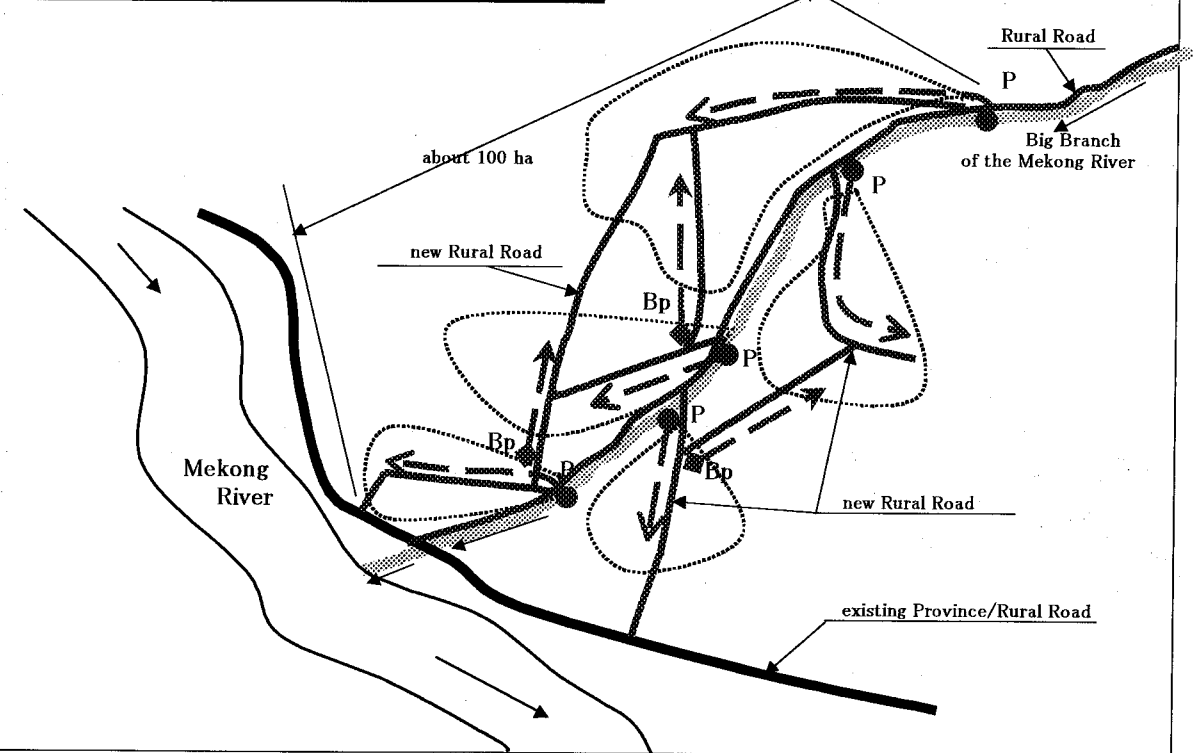 Rural Road
P
Big Branch
of the Mekong River
about 100 ha
P
new Rural Road
Bp
P
P
Bp
Bp
P
Mekong
River
new Rural Road
existing Province/Rural Road